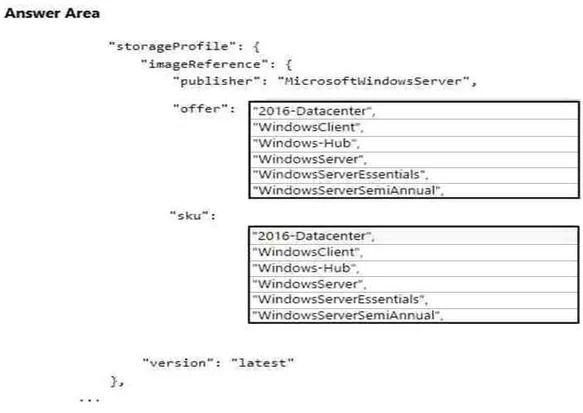 Answer Area
"storageProfile": {
"imageReference": {
"publisher": "MicrosoftWindowsServer",
"offer":
"2016-Datacenter",
"WindowsClient",
"Windows-Hub",
"WindowsServer",
"WindowsServerEssentials",
"WindowsServerSemiAnnual",
"sku":
"2016-Datacenter",
"WindowsClient",
"Windows-Hub",
"WindowsServer",
"WindowsServerEssentials",
"WindowsServerSemiAnnual",
"version": "latest"
},
...